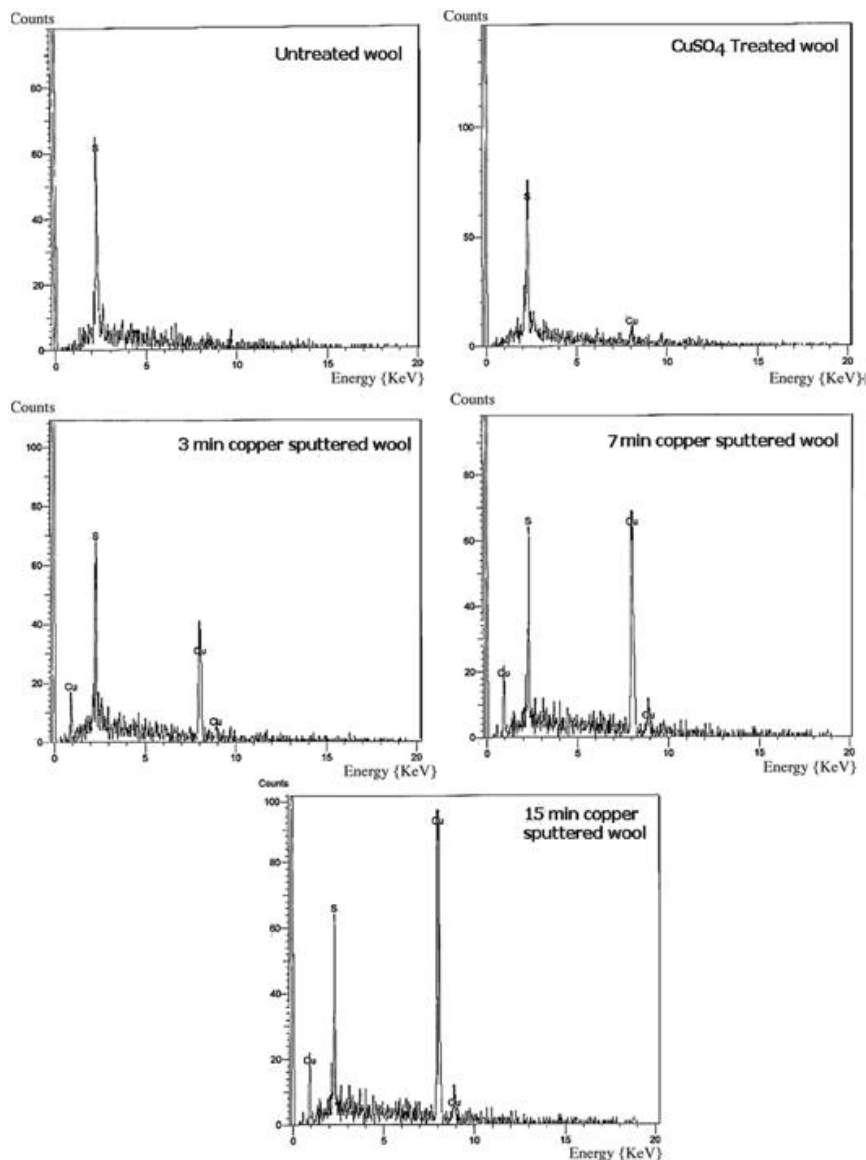 Counts
Untreated wool
80
60
S
40
20
0
0
5
10
15
20
Energy {KeV}
Counts
CuSO4 Treated wool
100
S
50
Cu
0
0
5
10
15
20
Energy {KeV}
Counts
3 min copper sputtered wool
100
80
S
60
40
Cu
20
Cu
Cu
0
0
5
10
15
20
Energy {KeV}
Counts
7 min copper sputtered wool
80
Cu
S
60
40
20
Cu
Cu
0
0
5
10
15
20
Energy {KeV}
Counts
15 min copper
sputtered wool
100
Cu
80
S
60
40
20
Cu
Cu
0
0
5
10
15
20
Energy {KeV}